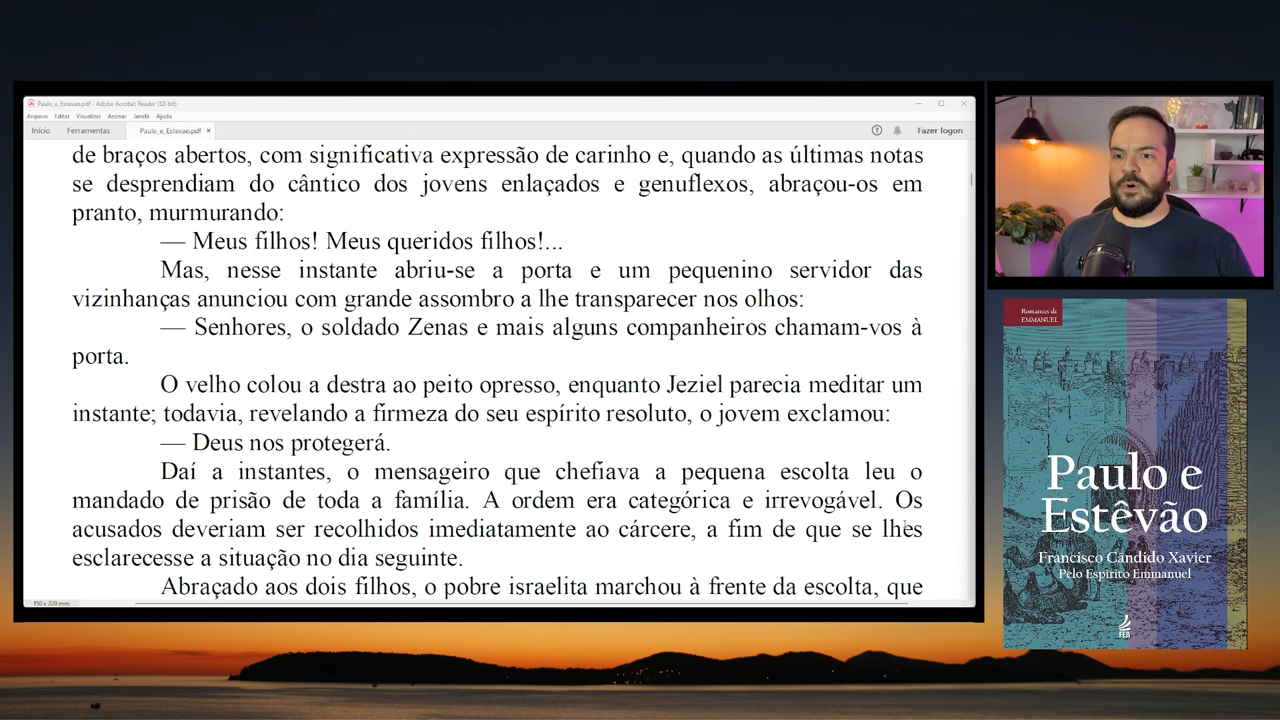 Paulo_e_Estevao.pdf - Adobe Acrobat Reader (32-bit)
Arquivo Editar Visualizar Assinar Janela Ajuda
Início Ferramentas Paulo_e_Estevao.pdf × Fazer logon
de braços abertos, com significativa expressão de carinho e, quando as últimas notas
se desprendiam do cântico dos jovens enlaçados e genuflexos, abraçou-os em
pranto, murmurando:
— Meus filhos! Meus queridos filhos!...
Mas, nesse instante abriu-se a porta e um pequenino servidor das
vizinhanças anunciou com grande assombro a lhe transparecer nos olhos:
— Senhores, o soldado Zenas e mais alguns companheiros chamam-vos à
porta.
O velho colou a destra ao peito opresso, enquanto Jeziel parecia meditar um
instante; todavia, revelando a firmeza do seu espírito resoluto, o jovem exclamou:
— Deus nos protegerá.
Daí a instantes, o mensageiro que chefiava a pequena escolta leu o
mandado de prisão de toda a família. A ordem era categórica e irrevogável. Os
acusados deveriam ser recolhidos imediatamente ao cárcere, a fim de que se lhes
esclarecesse a situação no dia seguinte.
Abraçado aos dois filhos, o pobre israelita marchou à frente da escolta, que
150 x 220 mm
Romances de
EMMANUEL
Paulo e
Estêvão
Francisco Cândido Xavier
Pelo Espírito Emmanuel
FEB